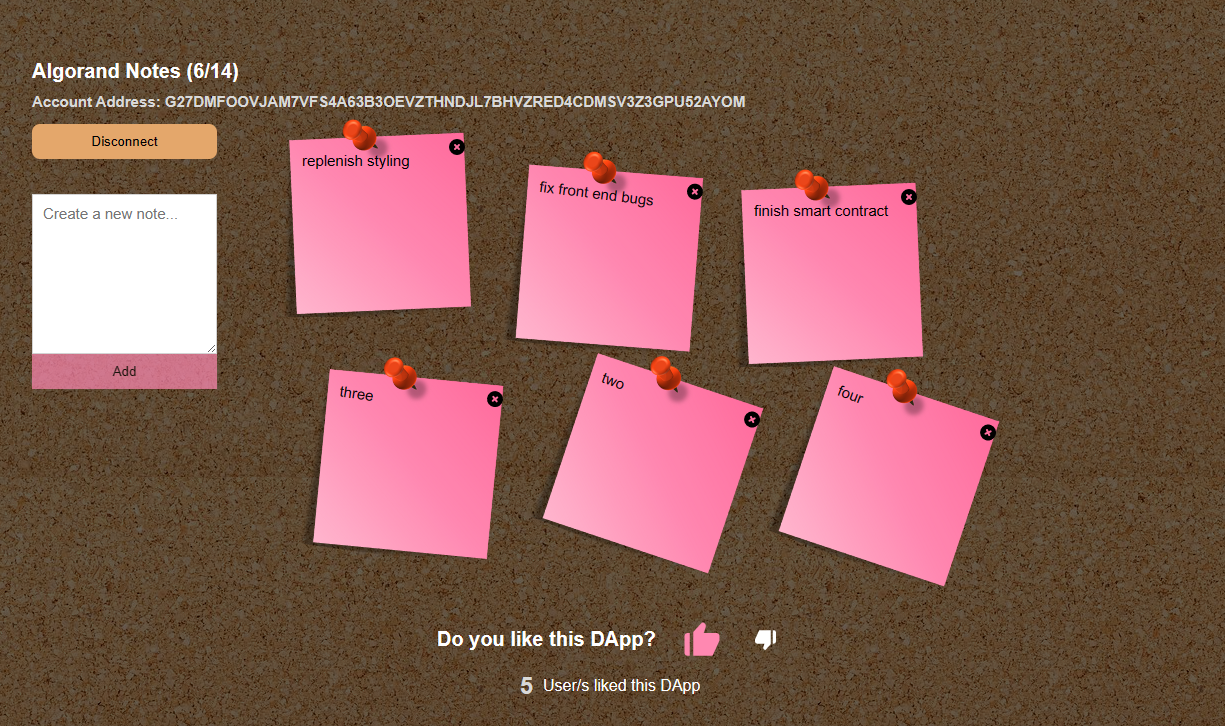 Algorand Notes (6/14)
Account Address: G27DMFOOVJAM7VFS4A63B3OEVZTHNDJL7BHVZRED4CDMSV3Z3GPU52AYOM
Disconnect
Create a new note...
Add
replenish styling
fix front end bugs
finish smart contract
three
two
four
Do you like this DApp?
5 User/s liked this DApp